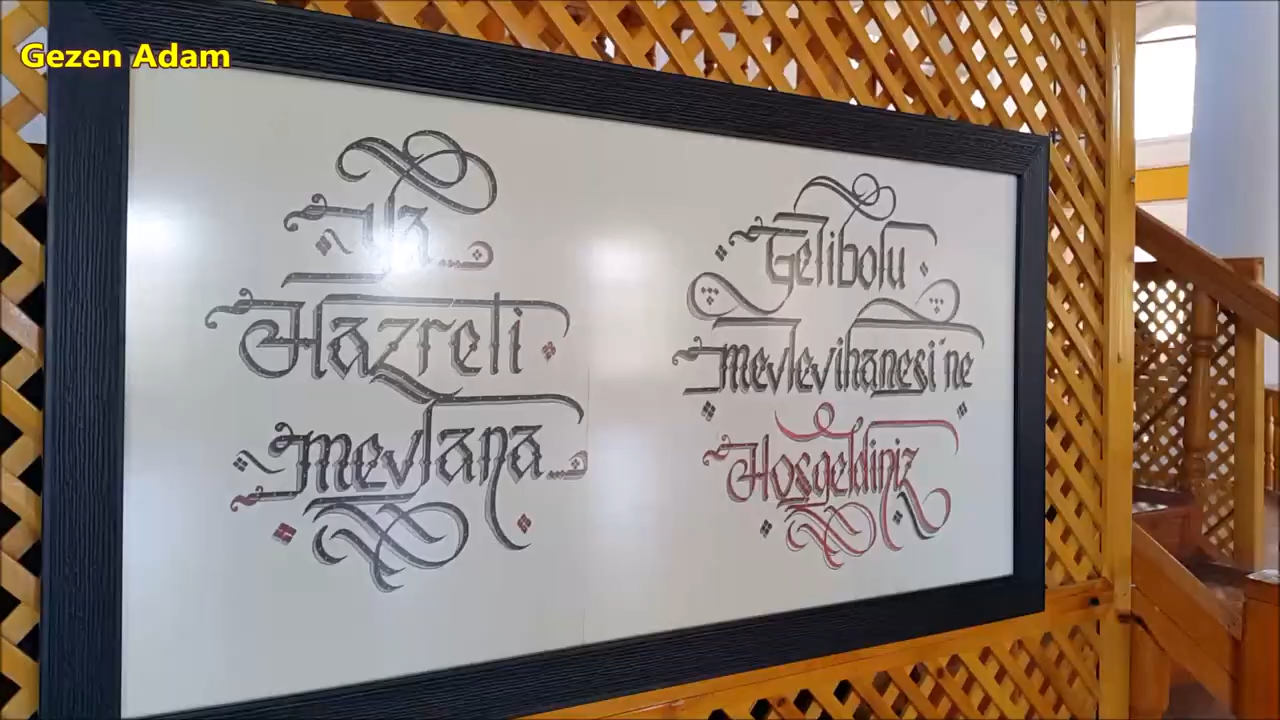 Gezen Adam
Ya
Hazreti
Mevlana
Gelibolu
Mevlevihanesi'ne
Hoşgeldiniz